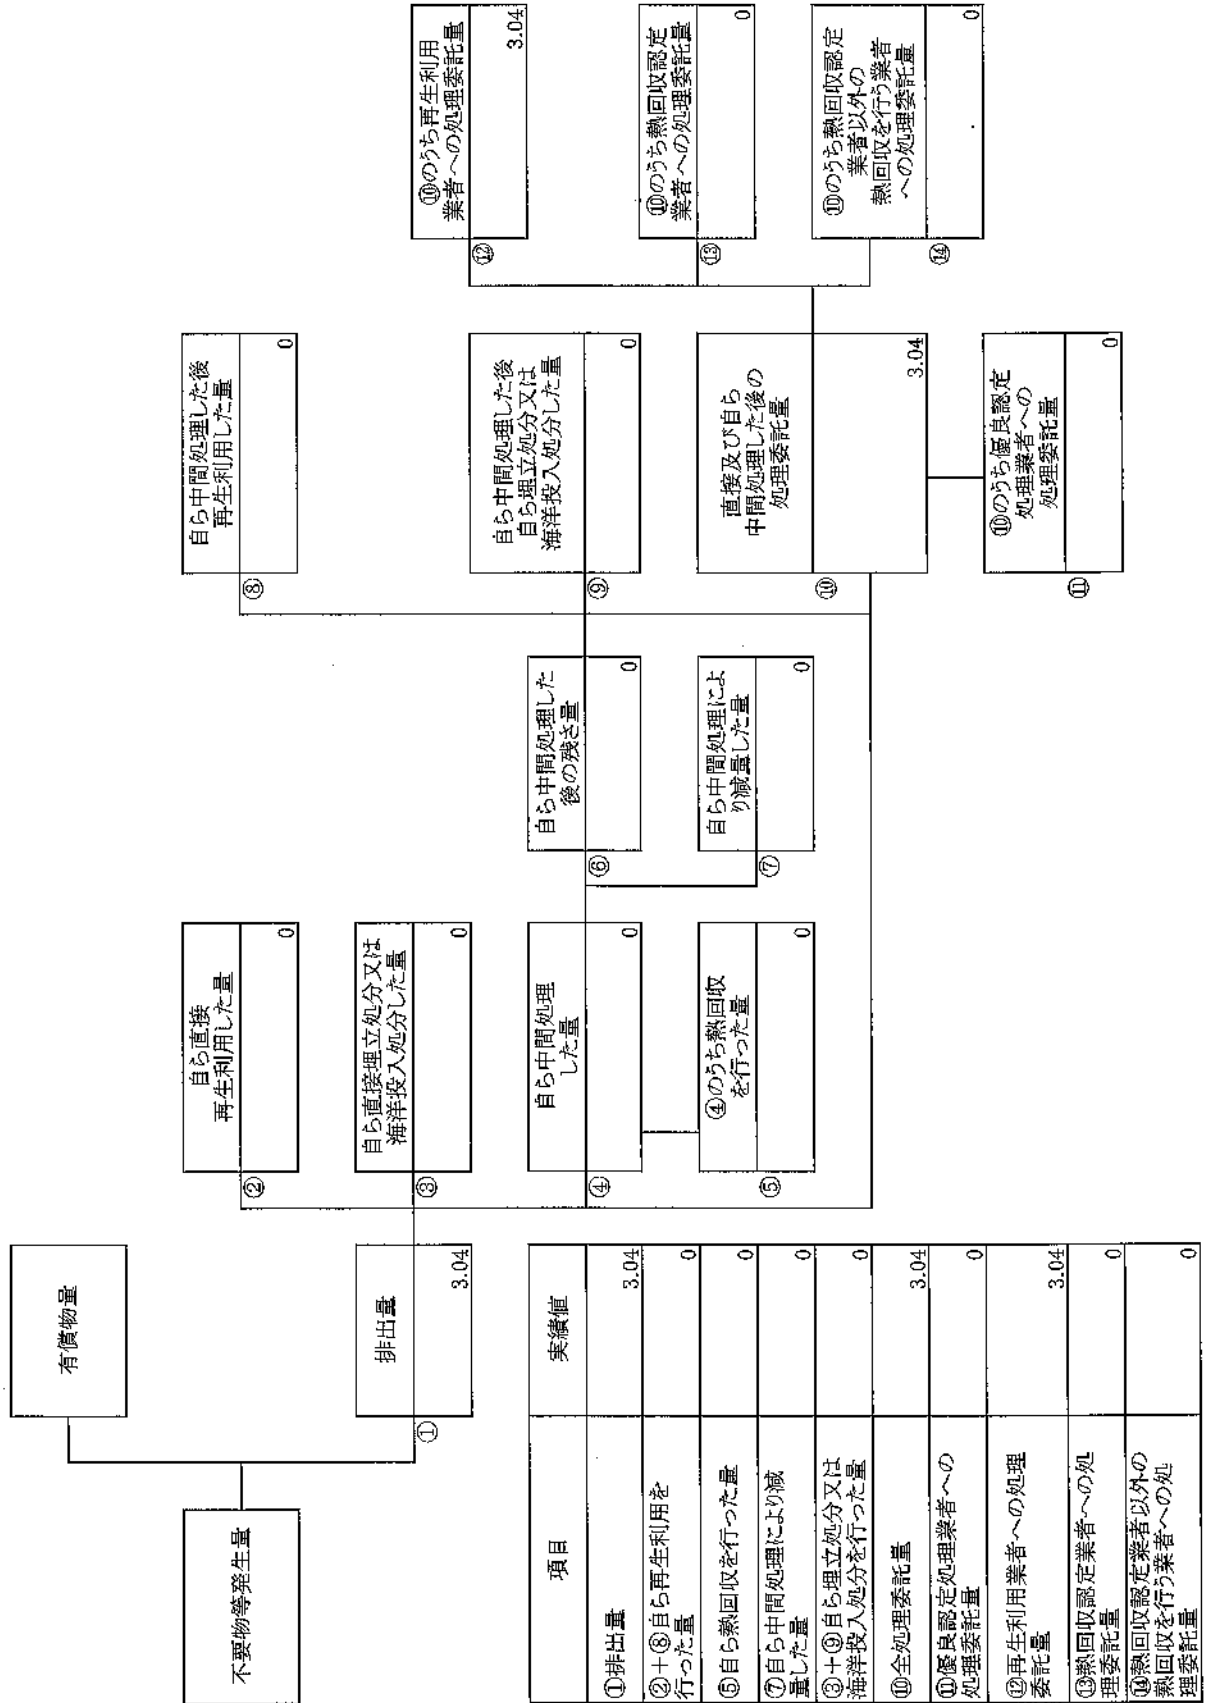 不要物等発生量
有償物量
①
排出量
3.04
②
自ら直接
再生利用した量
0
③
自ら直接埋立処分又は
海洋投入処分した量
0
④
自ら中間処理
した量
0
⑤
④のうち熱回収
を行った量
0
⑥
自ら中間処理した
後の残さ量
0
⑦
自ら中間処理によ
り減量した量
0
⑧
自ら中間処理した後
再生利用した量
0
⑨
自ら中間処理した後
自ら埋立処分又は
海洋投入処分した量
0
⑩
直接及び自ら
中間処理した後の
処理委託量
3.04
⑪
⑩のうち優良認定
処理業者への
処理委託量
0
⑫
⑩のうち再生利用
業者への処理委託量
3.04
⑬
⑩のうち熱回収認定
業者への処理委託量
0
⑭
⑩のうち熱回収認定
業者以外の
熱回収を行う業者
への処理委託量
0
項目 実績値
①排出量 3.04
②+⑧自ら再生利用を
行った量 0
⑤自ら熱回収を行った量 0
⑦自ら中間処理により減
量した量 0
③+⑨自ら埋立処分又は
海洋投入処分を行った量 0
⑩全処理委託量 3.04
⑪優良認定処理業者への
処理委託量 0
⑫再生利用業者への処理
委託量 3.04
⑬熱回収認定業者への処
理委託量 0
⑭熱回収認定業者以外の
熱回収を行う業者への処
理委託量 0